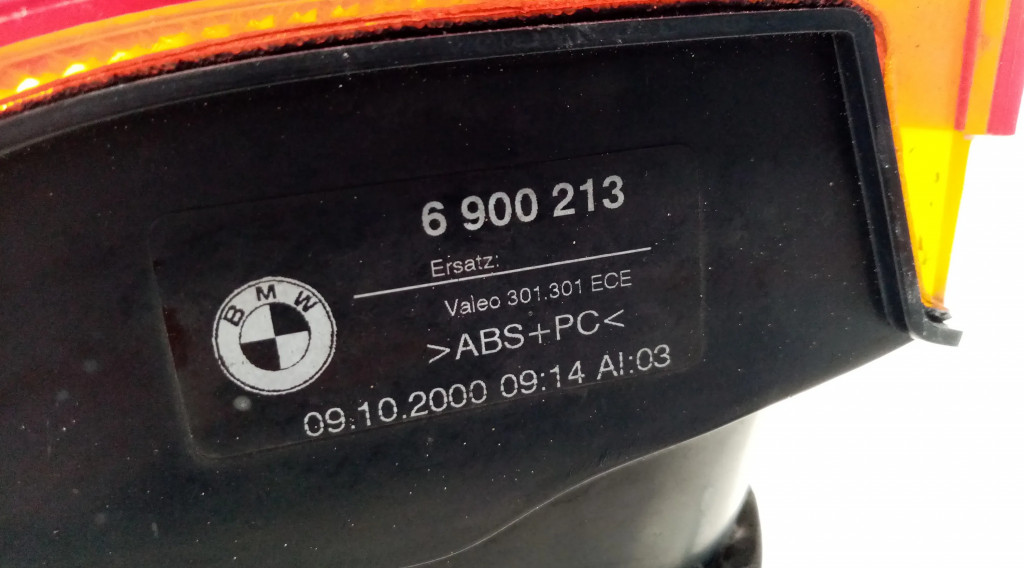 6 900 213
Ersatz:
BMW
Valeo 301.301 ECE
>ABS+PC<
09.10.2000 09:14 AI:03